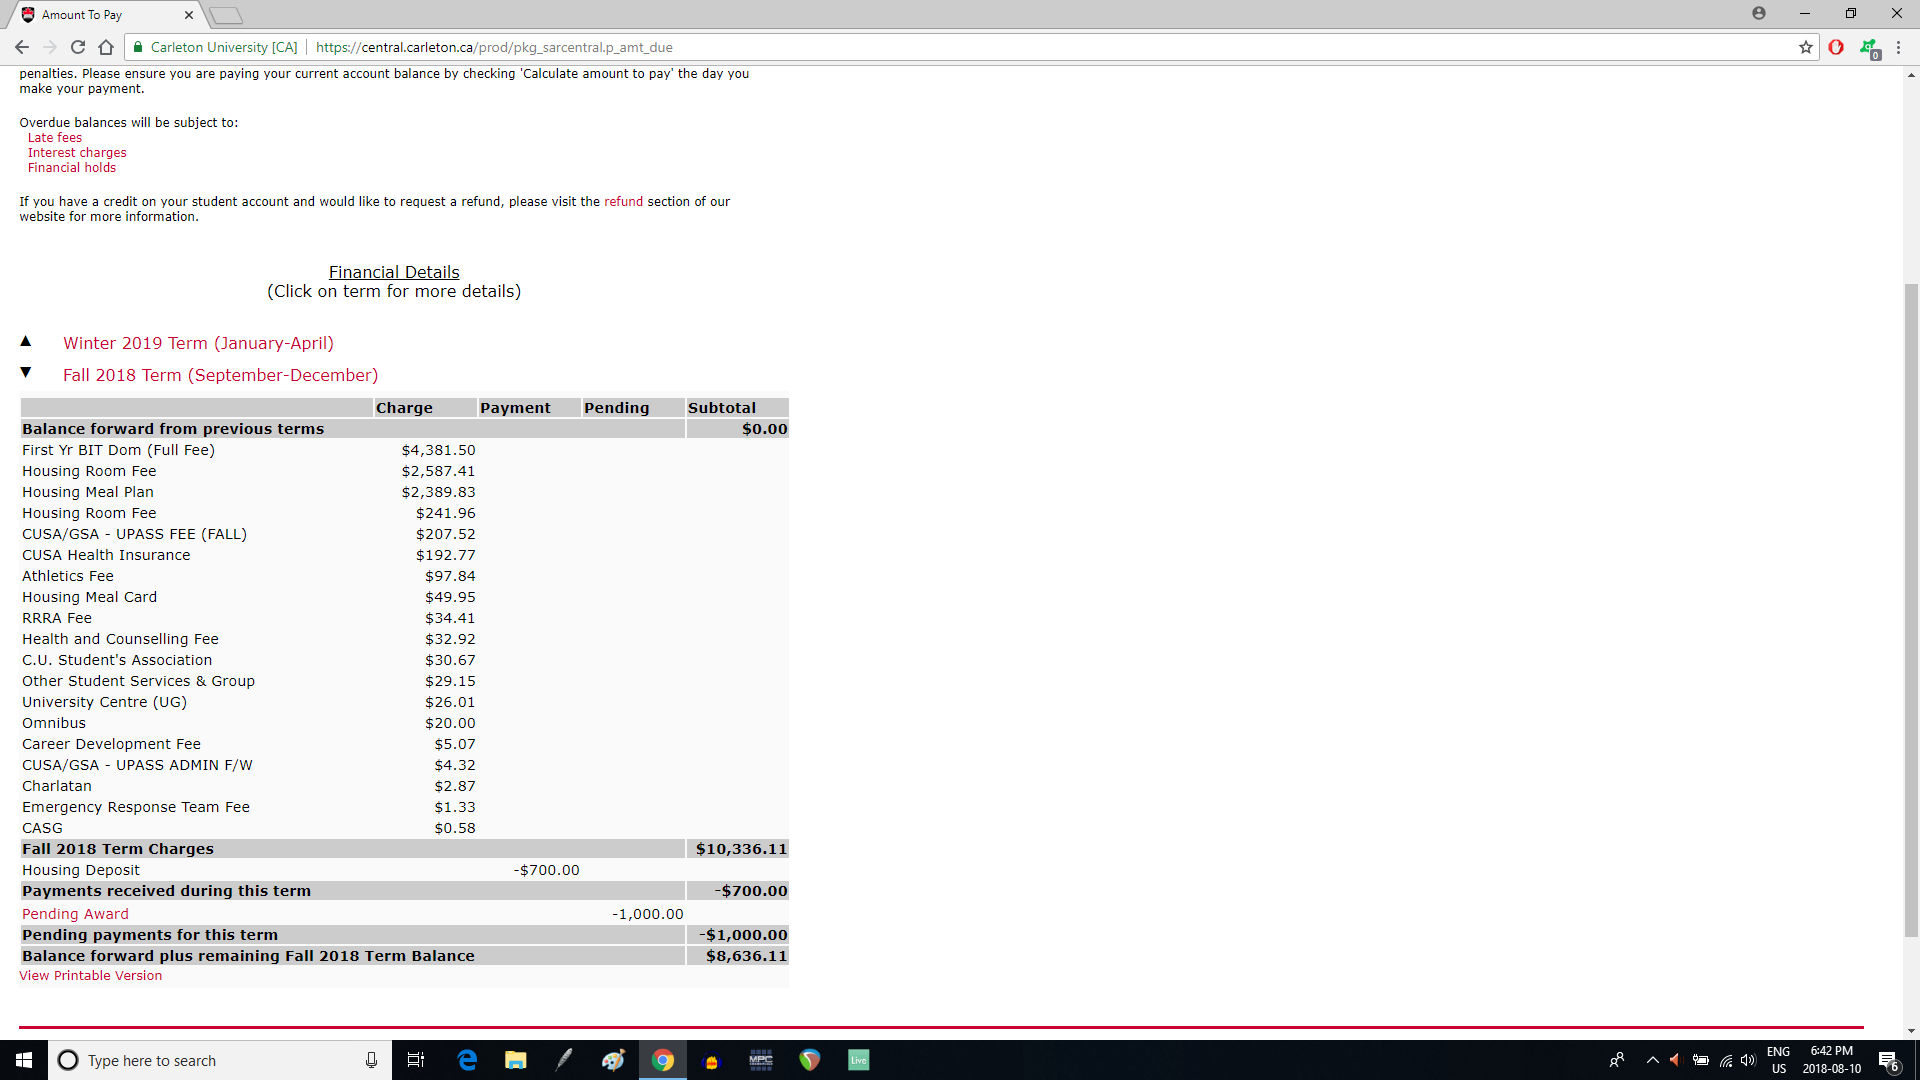 Amount To Pay
Carleton University [CA] https://central.carleton.ca/prod/pkg_sarcentral.p_amt_due
0
penalties. Please ensure you are paying your current account balance by checking 'Calculate amount to pay' the day you
make your payment.
Overdue balances will be subject to:
Late fees
Interest charges
Financial holds
If you have a credit on your student account and would like to request a refund, please visit the refund section of our
website for more information.
Financial Details
(Click on term for more details)
▲ Winter 2019 Term (January-April)
▼ Fall 2018 Term (September-December)
Charge Payment Pending Subtotal
Balance forward from previous terms $0.00
First Yr BIT Dom (Full Fee) $4,381.50
Housing Room Fee $2,587.41
Housing Meal Plan $2,389.83
Housing Room Fee $241.96
CUSA/GSA - UPASS FEE (FALL) $207.52
CUSA Health Insurance $192.77
Athletics Fee $97.84
Housing Meal Card $49.95
RRRA Fee $34.41
Health and Counselling Fee $32.92
C.U. Student's Association $30.67
Other Student Services & Group $29.15
University Centre (UG) $26.01
Omnibus $20.00
Career Development Fee $5.07
CUSA/GSA - UPASS ADMIN F/W $4.32
Charlatan $2.87
Emergency Response Team Fee $1.33
CASG $0.58
Fall 2018 Term Charges $10,336.11
Housing Deposit -$700.00
Payments received during this term -$700.00
Pending Award -1,000.00
Pending payments for this term -$1,000.00
Balance forward plus remaining Fall 2018 Term Balance $8,636.11
View Printable Version
Type here to search
MPC
Live
ENG
US
6:42 PM
2018-08-10
6